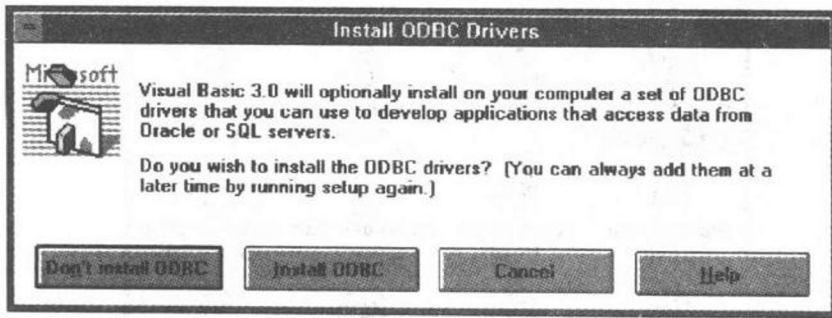 Install ODBC Drivers
Microsoft
Visual Basic 3.0 will optionally install on your computer a set of ODBC
drivers that you can use to develop applications that access data from
Oracle or SQL servers.
Do you wish to install the ODBC drivers? (You can always add them at a
later time by running setup again.)
Don't install ODBC
Install ODBC
Cancel
Help